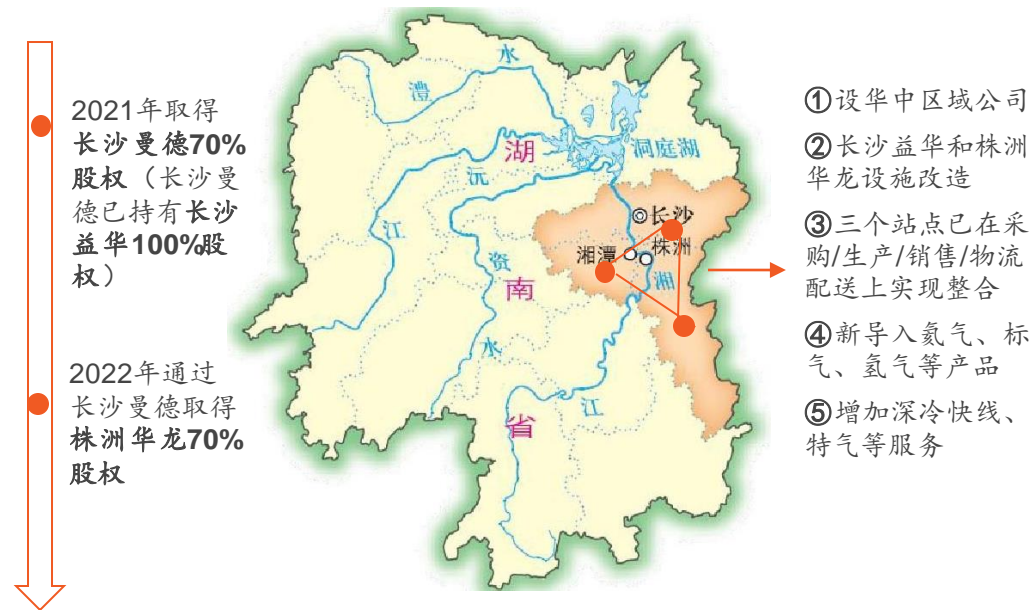 2021年取得
长沙曼德70%
股权（长沙曼
德已持有长沙
益华100%股
权）
2022年通过
长沙曼德取得
株洲华龙70%
股权
水
澧
湖
洞庭湖
沅
江
◎长沙
湘潭
株洲
资
湘
南
水
江
省
①设华中区域公司
②长沙益华和株洲
华龙设施改造
③三个站点已在采
购/生产/销售/物流
配送上实现整合
④新导入氦气、标
气、氢气等产品
⑤增加深冷快线、
特气等服务